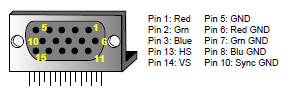 5 1
10 6
15 11
Pin 1: Red Pin 5: GND
Pin 2: Grn Pin 6: Red GND
Pin 3: Blue Pin 7: Grn GND
Pin 13: HS Pin 8: Blu GND
Pin 14: VS Pin 10: Sync GND